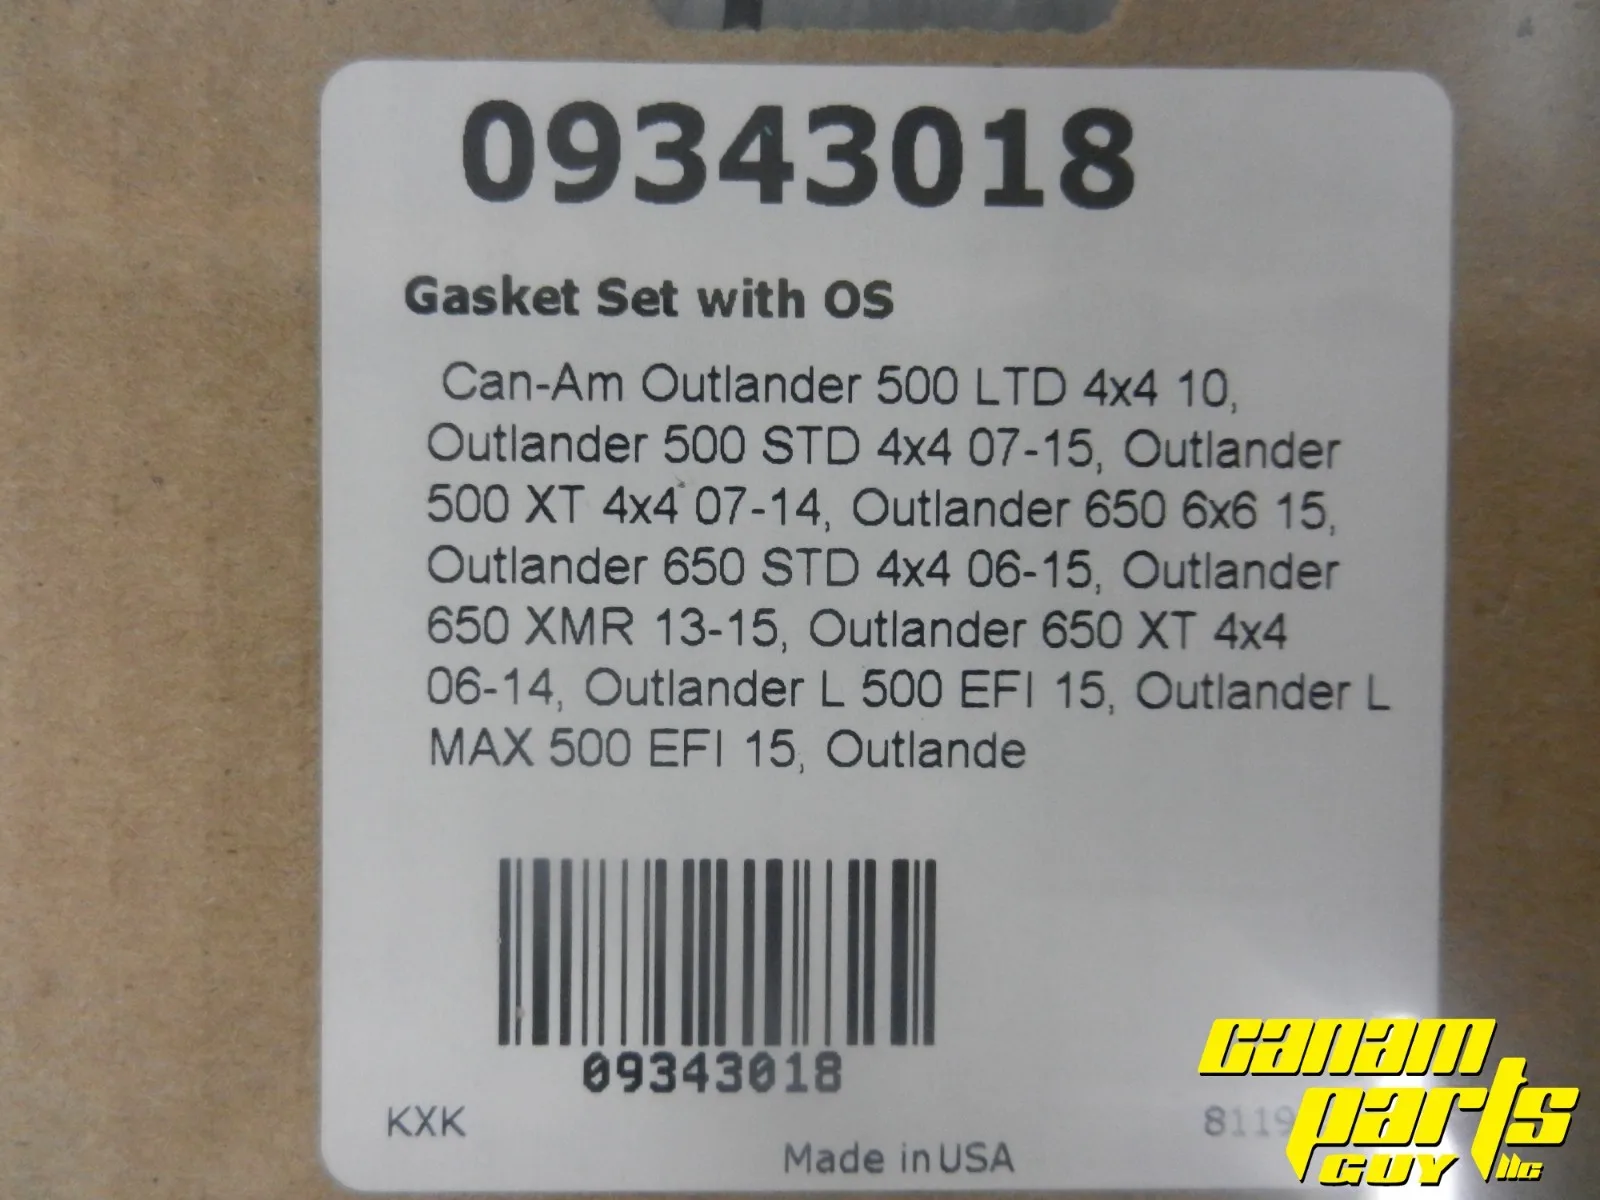 09343018
Gasket Set with OS
Can-Am Outlander 500 LTD 4x4 10,
Outlander 500 STD 4x4 07-15, Outlander
500 XT 4x4 07-14, Outlander 650 6x6 15,
Outlander 650 STD 4x4 06-15, Outlander
650 XMR 13-15, Outlander 650 XT 4x4
06-14, Outlander L 500 EFI 15, Outlander L
MAX 500 EFI 15, Outlande
09343018
KXK
Made in USA
canam
parts
GUY llc